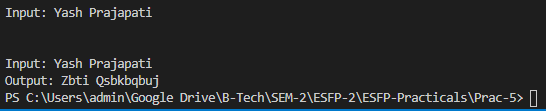 Input: Yash Prajapati
Input: Yash Prajapati
Output: Zbti Qsbkbqbuj
PS C:\Users\admin\Google Drive\B-Tech\SEM-2\ESFP-2\ESFP-Practicals\Prac-5>